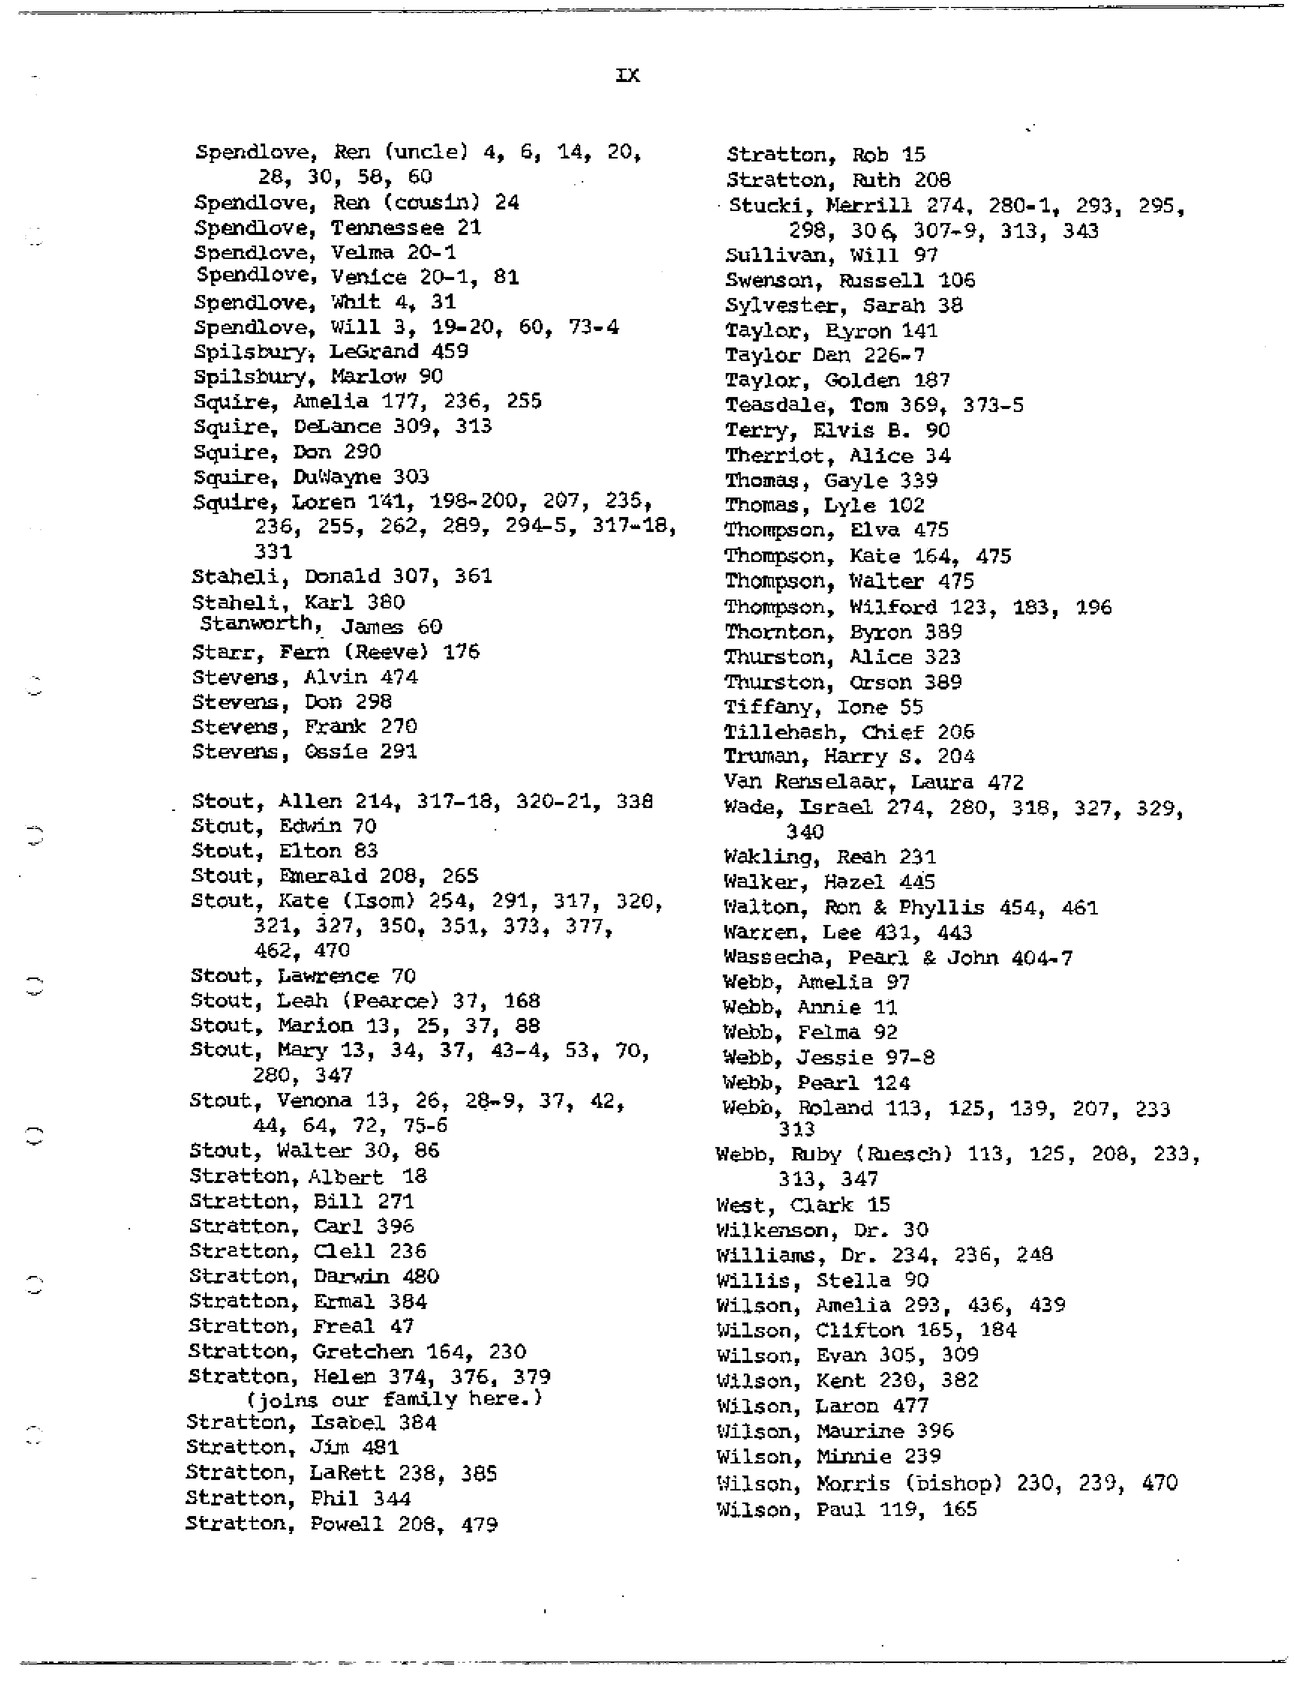 IX
Spendlove, Ren (uncle) 4, 6, 14, 20,
28, 30, 58, 60
Spendlove, Ren (cousin) 24
Spendlove, Tennessee 21
Spendlove, Velma 20-1
Spendlove, Venice 20-1, 81
Spendlove, Whit 4, 31
Spendlove, Will 3, 19-20, 60, 73-4
Spilsbury, LeGrand 459
Spilsbury, Marlow 90
Squire, Amelia 177, 236, 255
Squire, DeLance 309, 313
Squire, Don 290
Squire, DuWayne 303
Squire, Loren 141, 198-200, 207, 235,
236, 255, 262, 289, 294-5, 317-18,
331
Staheli, Donald 307, 361
Staheli, Karl 380
Stanworth, James 60
Starr, Fern (Reeve) 176
Stevens, Alvin 474
Stevens, Don 298
Stevens, Frank 270
Stevens, Ossie 291
Stout, Allen 214, 317-18, 320-21, 338
Stout, Edwin 70
Stout, Elton 83
Stout, Emerald 208, 265
Stout, Kate (Isom) 254, 291, 317, 320,
321, 327, 350, 351, 373, 377,
462, 470
Stout, Lawrence 70
Stout, Leah (Pearce) 37, 168
Stout, Marion 13, 25, 37, 88
Stout, Mary 13, 34, 37, 43-4, 53, 70,
280, 347
Stout, Venona 13, 26, 28-9, 37, 42,
44, 64, 72, 75-6
Stout, Walter 30, 86
Stratton, Albert 18
Stratton, Bill 271
Stratton, Carl 396
Stratton, Clell 236
Stratton, Darwin 480
Stratton, Ermal 384
Stratton, Freal 47
Stratton, Gretchen 164, 230
Stratton, Helen 374, 376, 379
(joins our family here.)
Stratton, Isabel 384
Stratton, Jim 481
Stratton, LaRett 238, 385
Stratton, Phil 344
Stratton, Powell 208, 479
Stratton, Rob 15
Stratton, Ruth 208
Stucki, Merrill 274, 280-1, 293, 295,
298, 306, 307-9, 313, 343
Sullivan, Will 97
Swenson, Russell 106
Sylvester, Sarah 38
Taylor, Byron 141
Taylor Dan 226-7
Taylor, Golden 187
Teasdale, Tom 369, 373-5
Terry, Elvis B. 90
Therriot, Alice 34
Thomas, Gayle 339
Thomas, Lyle 102
Thompson, Elva 475
Thompson, Kate 164, 475
Thompson, Walter 475
Thompson, Wilford 123, 183, 196
Thornton, Byron 389
Thurston, Alice 323
Thurston, Orson 389
Tiffany, Ione 55
Tillehash, Chief 206
Truman, Harry S. 204
Van Renselaar, Laura 472
Wade, Israel 274, 280, 318, 327, 329,
340
Wakling, Reah 231
Walker, Hazel 445
Walton, Ron & Phyllis 454, 461
Warren, Lee 431, 443
Wassecha, Pearl & John 404-7
Webb, Amelia 97
Webb, Annie 11
Webb, Felma 92
Webb, Jessie 97-8
Webb, Pearl 124
Webb, Roland 113, 125, 139, 207, 233
313
Webb, Ruby (Ruesch) 113, 125, 208, 233,
313, 347
West, Clark 15
Wilkenson, Dr. 30
Williams, Dr. 234, 236, 248
Willis, Stella 90
Wilson, Amelia 293, 436, 439
Wilson, Clifton 165, 184
Wilson, Evan 305, 309
Wilson, Kent 230, 382
Wilson, Laron 477
Wilson, Maurine 396
Wilson, Minnie 239
Wilson, Morris (bishop) 230, 239, 470
Wilson, Paul 119, 165